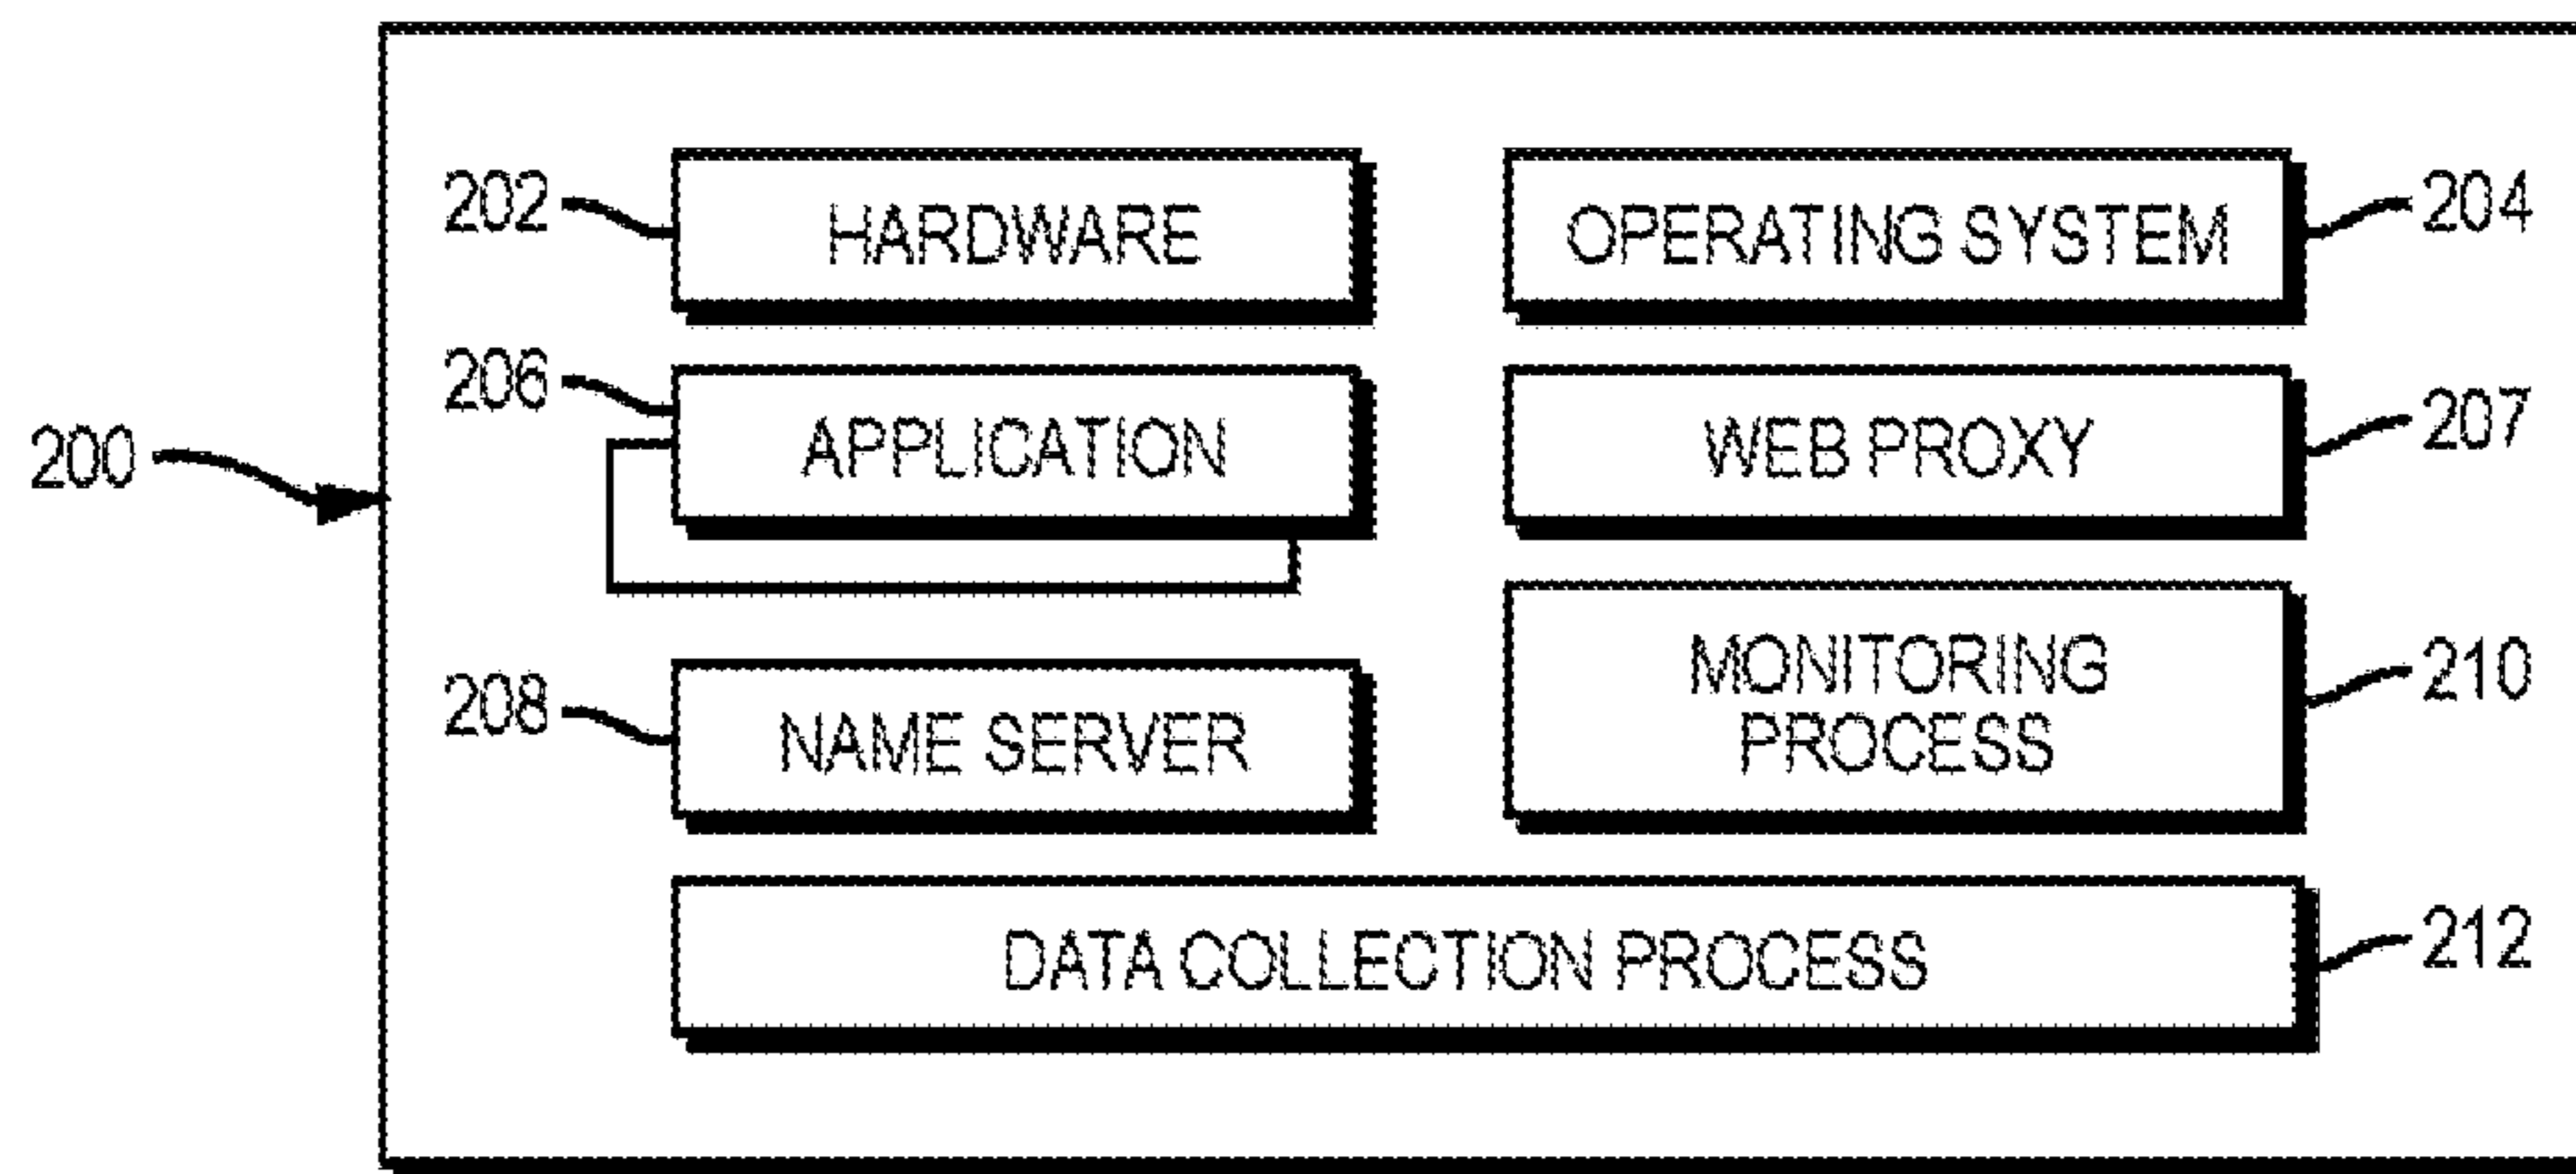 202 HARDWARE OPERATING SYSTEM 204
206 APPLICATION WEB PROXY 207
200
208 NAME SERVER MONITORING PROCESS 210
DATA COLLECTION PROCESS 212